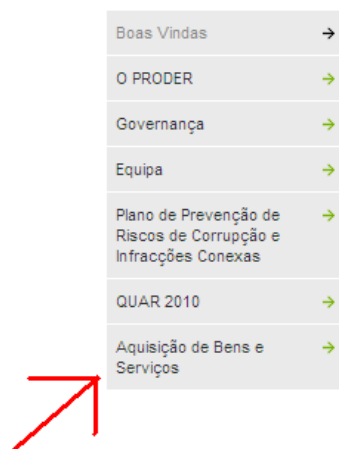 Boas Vindas
O PRODER
Governança
Equipa
Plano de Prevenção de
Riscos de Corrupção e
Infracções Conexas
QUAR 2010
Aquisição de Bens e
Serviços